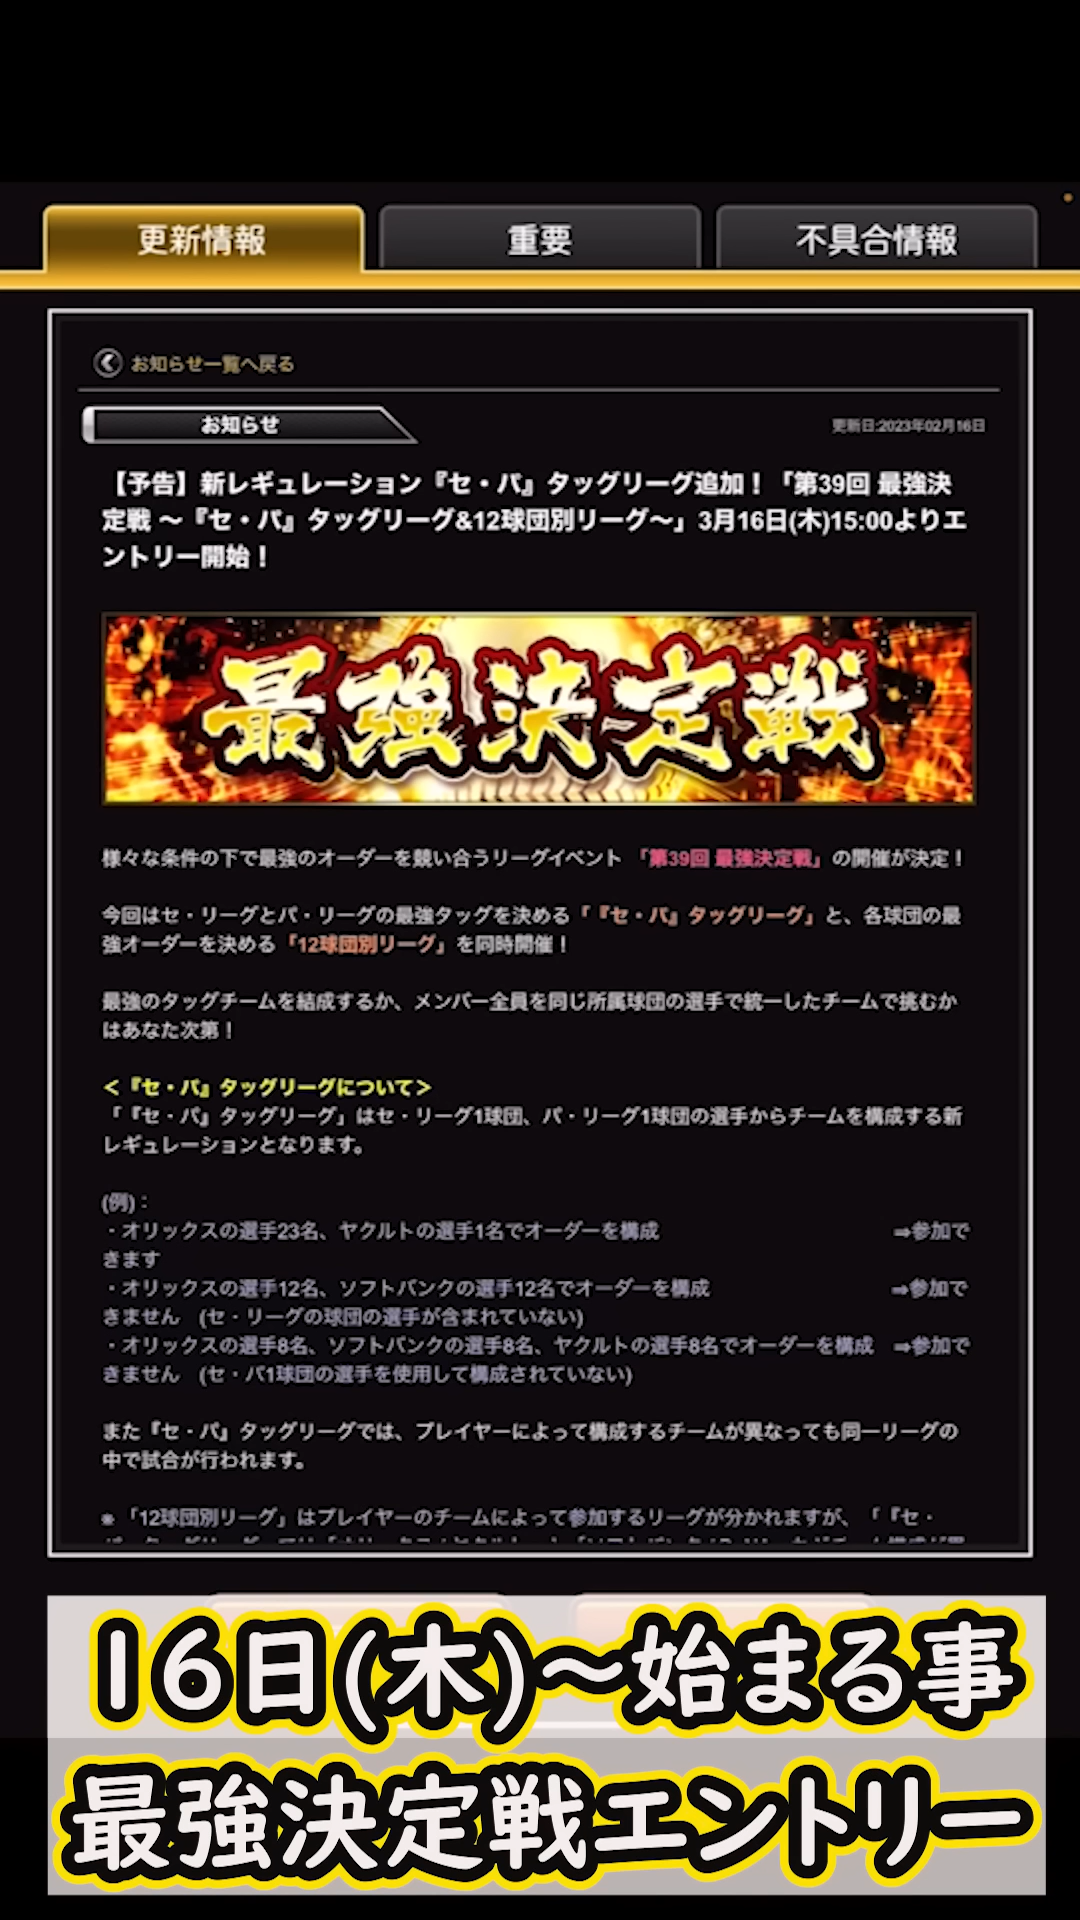 更新情報
重要
不具合情報
お知らせ一覧へ戻る
お知らせ
更新日:2023年02月16日
【予告】新レギュレーション『セ・パ』タッグリーグ追加！「第39回 最強決
定戦 ～『セ・パ』タッグリーグ&12球団別リーグ～」3月16日(木)15:00よりエ
ントリー開始！
最強決定戦
様々な条件の下で最強のオーダーを競い合うリーグイベント 「第39回 最強決定戦」の開催が決定！
今回はセ・リーグとパ・リーグの最強タッグを決める「『セ・パ』タッグリーグ」と、各球団の最
強オーダーを決める「12球団別リーグ」を同時開催！
最強のタッグチームを結成するか、メンバー全員を同じ所属球団の選手で統一したチームで挑むか
はあなた次第！
＜『セ・パ』タッグリーグについて＞
「『セ・パ』タッグリーグ」はセ・リーグ1球団、パ・リーグ1球団の選手からチームを構成する新
レギュレーションとなります。
(例)：
・オリックスの選手23名、ヤクルトの選手1名でオーダーを構成 ⇒参加で
きます
・オリックスの選手12名、ソフトバンクの選手12名でオーダーを構成 ⇒参加で
きません (セ・リーグの球団の選手が含まれていない)
・オリックスの選手8名、ソフトバンクの選手8名、ヤクルトの選手8名でオーダーを構成 ⇒参加で
きません (セ・パ1球団の選手を使用して構成されていない)
また『セ・パ』タッグリーグでは、プレイヤーによって構成するチームが異なっても同一リーグの
中で試合が行われます。
※「12球団別リーグ」はプレイヤーのチームによって参加するリーグが分かれますが、「『セ・
16日(木)～始まる事
最強決定戦エントリー